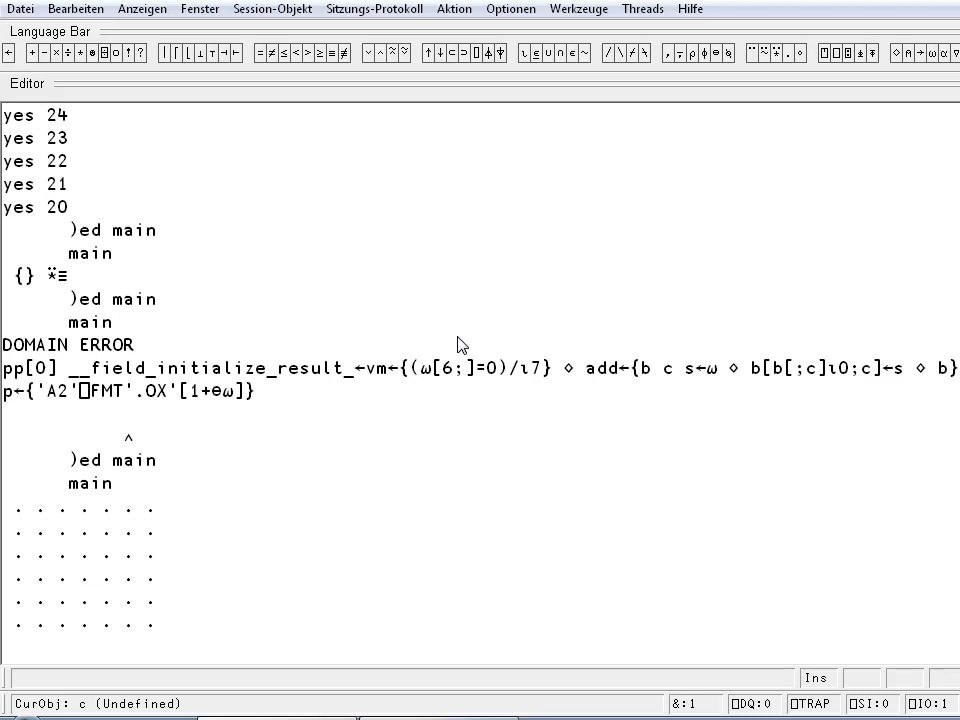 Datei Bearbeiten Anzeigen Fenster Session-Objekt Sitzungs-Protokoll Aktion Optionen Werkzeuge Threads Hilfe
Language Bar
Editor
yes 24
yes 23
yes 22
yes 21
yes 20
)ed main
main
{} ⍣≡
)ed main
main
DOMAIN ERROR
pp[0] __field_initialize_result_←vm←{(⍵[6;]=0)/⍳7} ⋄ add←{b c s←⍵ ⋄ b[b[;c]⍳0;c]←s ⋄ b}
p←{'A2'⎕FMT'.OX'[1+⊖⍵]}
^
)ed main
main
. . . . . . .
. . . . . . .
. . . . . . .
. . . . . . .
. . . . . . .
. . . . . . .
Ins
CurObj: c (Undefined) &:1 ⎕DQ:0 ⎕TRAP ⎕SI:0 ⎕IO:1